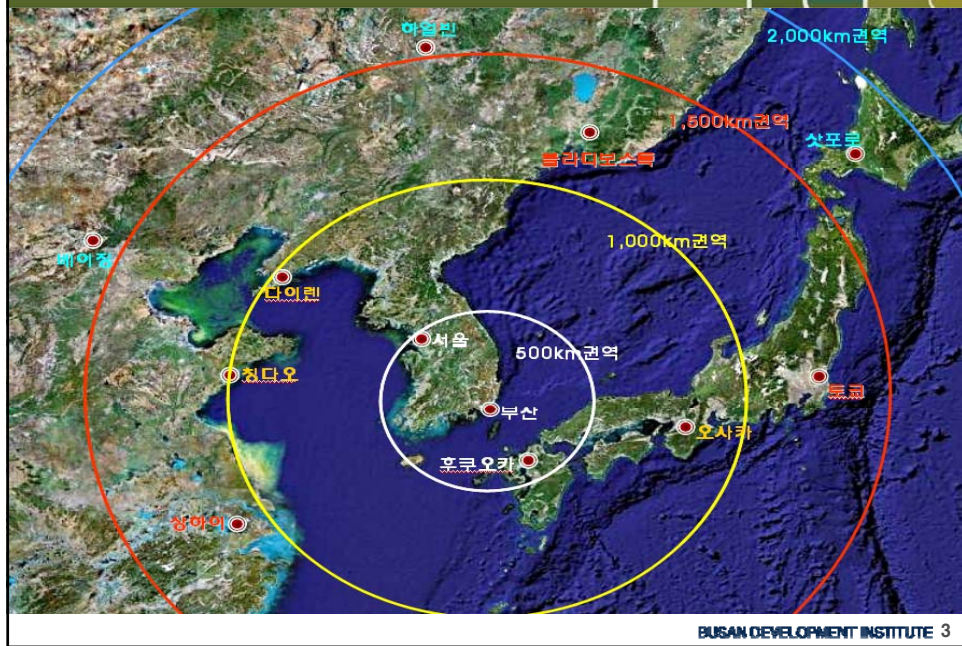 하얼빈
2,000km권역
1,500km권역
블라디보스톡
삿포로
1,000km권역
베이징
다이렌
서울
500km권역
칭다오
도쿄
부산
오사카
후쿠오카
상하이
BUSAN DEVELOPMENT INSTITUTE 3